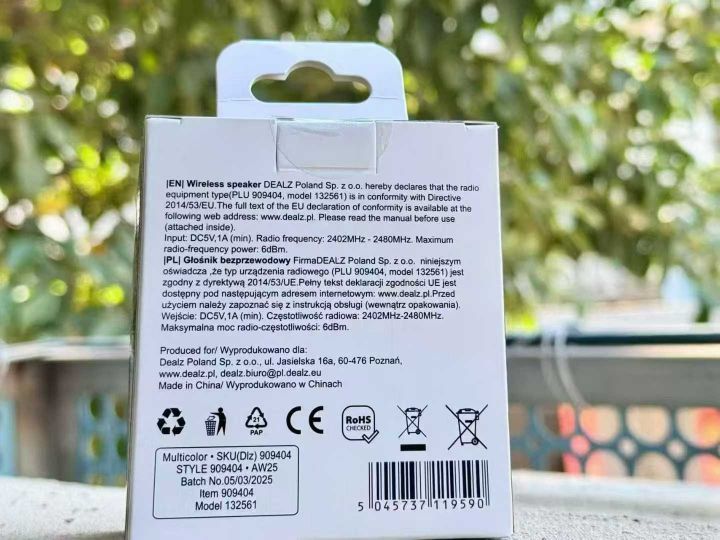 |EN| Wireless speaker DEALZ Poland Sp. z o.o. hereby declares that the radio
equipment type(PLU 909404, model 132561) is in conformity with Directive
2014/53/EU.The full text of the EU declaration of conformity is available at the
following web address: www.dealz.pl. Please read the manual before use
(attached inside).
Input: DC5V,1A (min). Radio frequency: 2402MHz - 2480MHz. Maximum
radio-frequency power: 6dBm.
|PL| Głośnik bezprzewodowy FirmaDEALZ Poland Sp. z o.o. niniejszym
oświadcza ,że typ urządzenia radiowego (PLU 909404, model 132561) jest
zgodny z dyrektywą 2014/53/UE.Pełny tekst deklaracji zgodności UE jest
dostępny pod następującym adresem internetowym: www.dealz.pl.Przed
użyciem należy zapoznać się z instrukcją obsługi (wewnątrz opakowania).
Wejście: DC5V,1A (min). Częstotliwość radiowa: 2402MHz-2480MHz.
Maksymalna moc radio-częstotliwości: 6dBm.
Produced for/ Wyprodukowano dla:
Dealz Poland Sp. z o.o., ul. Jasielska 16a, 60-476 Poznań,
www.dealz.pl, dealz.biuro@pl.dealz.eu
Made in China/ Wyprodukowano w Chinach
21
PAP
CE
RoHS
CHECKED
Multicolor • SKU(Dlz) 909404
STYLE 909404 • AW25
Batch No.05/03/2025
Item 909404
Model 132561
5 045737 119590